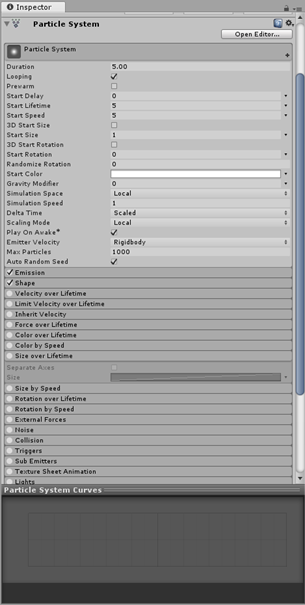 Inspector
Particle System
Open Editor...
Particle System
Duration 5.00
Looping
Prewarm
Start Delay 0
Start Lifetime 5
Start Speed 5
3D Start Size
Start Size 1
3D Start Rotation
Start Rotation 0
Randomize Rotation 0
Start Color
Gravity Modifier 0
Simulation Space Local
Simulation Speed 1
Delta Time Scaled
Scaling Mode Local
Play On Awake*
Emitter Velocity Rigidbody
Max Particles 1000
Auto Random Seed
Emission
Shape
Velocity over Lifetime
Limit Velocity over Lifetime
Inherit Velocity
Force over Lifetime
Color over Lifetime
Color by Speed
Size over Lifetime
Separate Axes
Size
Size by Speed
Rotation over Lifetime
Rotation by Speed
External Forces
Noise
Collision
Triggers
Sub Emitters
Texture Sheet Animation
Lights
Particle System Curves